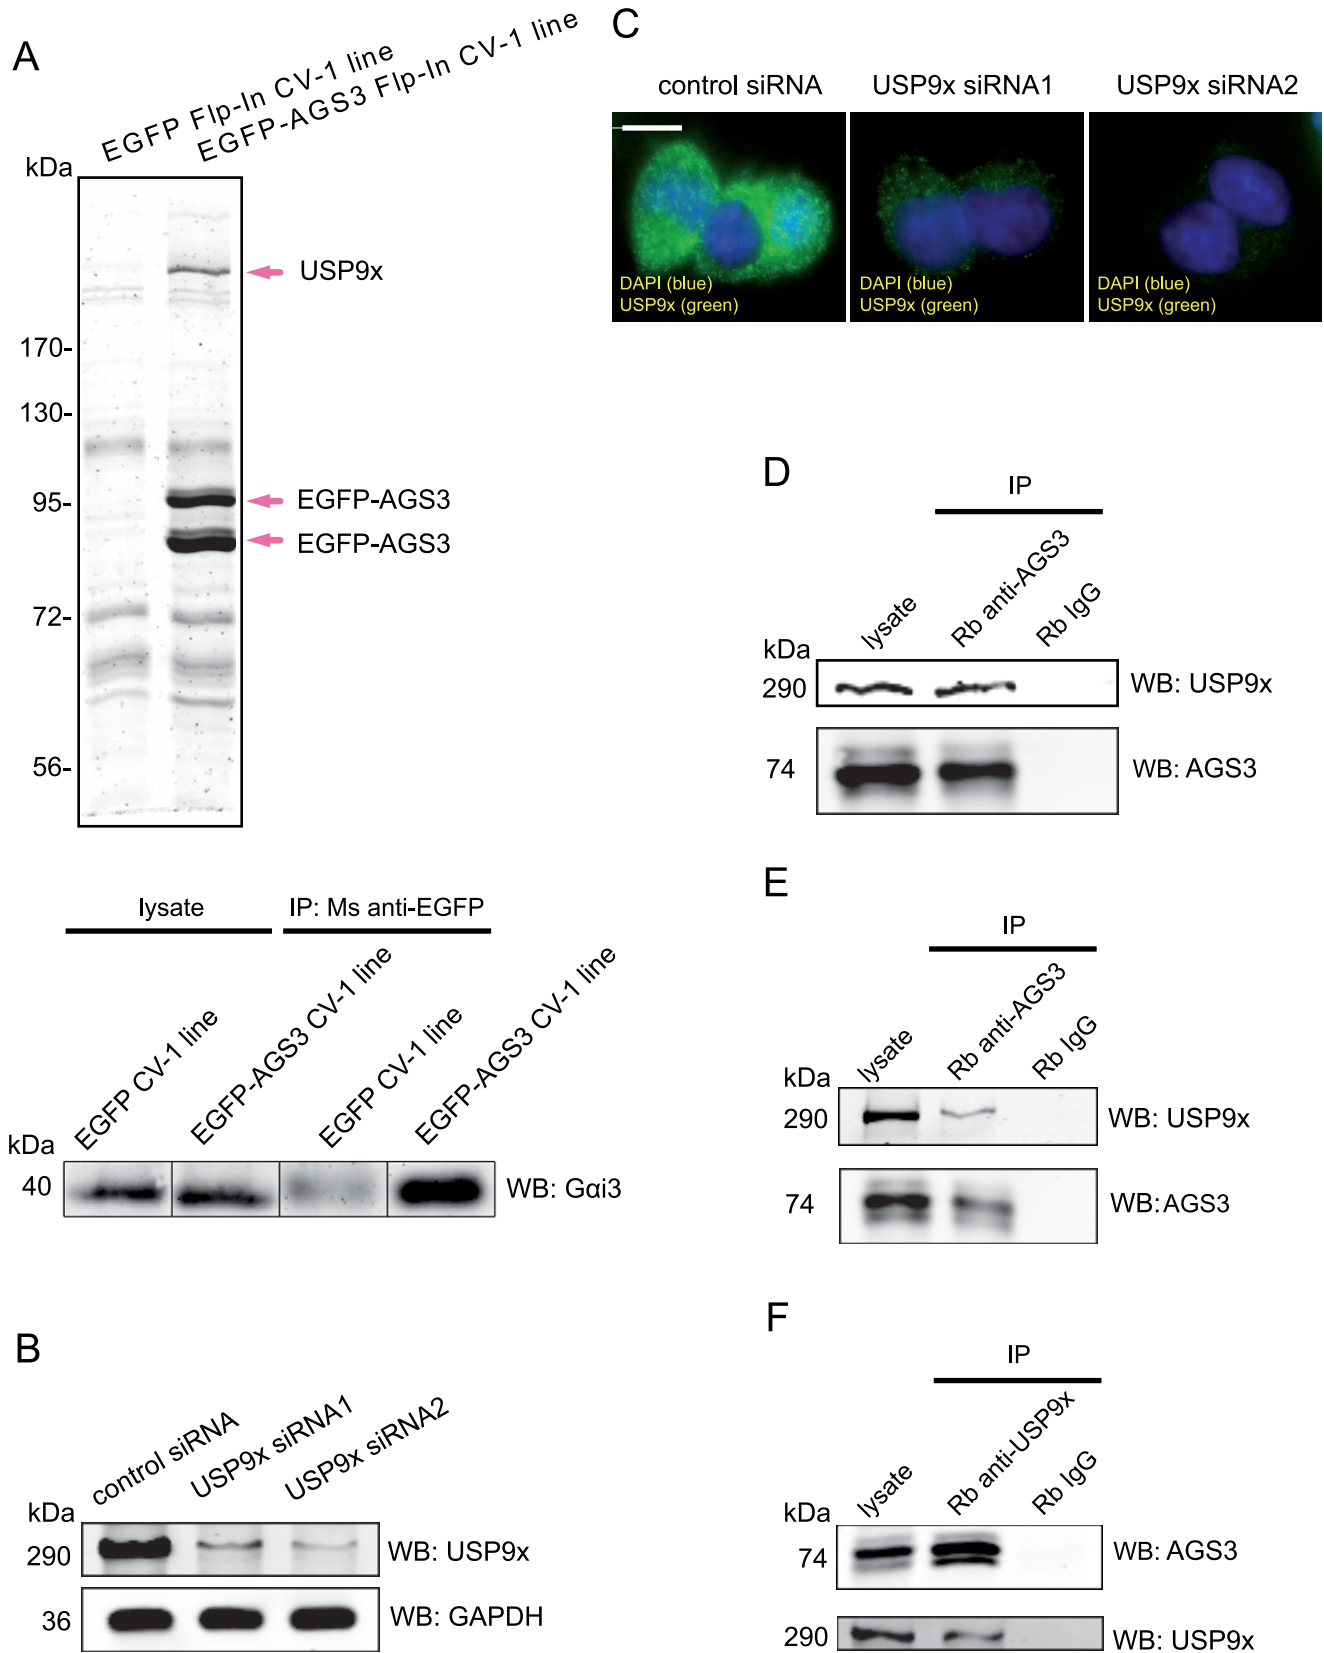 A
EGFP Flp-In CV-1 line
EGFP-AGS3 Flp-In CV-1 line
kDa
USP9x
170-
130-
95-
EGFP-AGS3
EGFP-AGS3
72-
56-
lysate
IP: Ms anti-EGFP
EGFP CV-1 line
EGFP-AGS3 CV-1 line
EGFP CV-1 line
EGFP-AGS3 CV-1 line
kDa
40
WB: Gαi3
B
control siRNA
USP9x siRNA1
USP9x siRNA2
kDa
290
WB: USP9x
36
WB: GAPDH
C
control siRNA
USP9x siRNA1
USP9x siRNA2
DAPI (blue)
USP9x (green)
DAPI (blue)
USP9x (green)
DAPI (blue)
USP9x (green)
D
IP
lysate
Rb anti-AGS3
Rb IgG
kDa
290
WB: USP9x
74
WB: AGS3
E
IP
lysate
Rb anti-AGS3
Rb IgG
kDa
290
WB: USP9x
74
WB: AGS3
F
IP
lysate
Rb anti-USP9x
Rb IgG
kDa
74
WB: AGS3
290
WB: USP9x